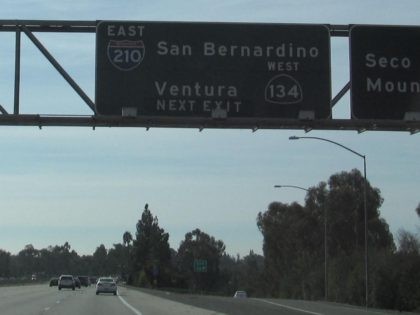 EAST
210
San Bernardino
WEST
134
Ventura
NEXT EXIT
Seco
Moun